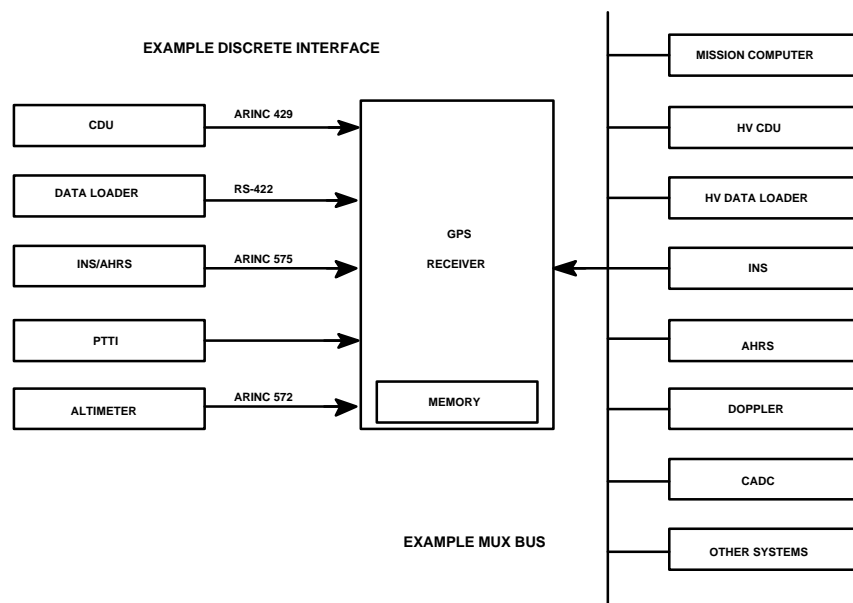 EXAMPLE DISCRETE INTERFACE
CDU
ARINC 429
DATA LOADER
RS-422
INS/AHRS
ARINC 575
PTTI
ALTIMETER
ARINC 572
GPS
RECEIVER
MEMORY
EXAMPLE MUX BUS
MISSION COMPUTER
HV CDU
HV DATA LOADER
INS
AHRS
DOPPLER
CADC
OTHER SYSTEMS